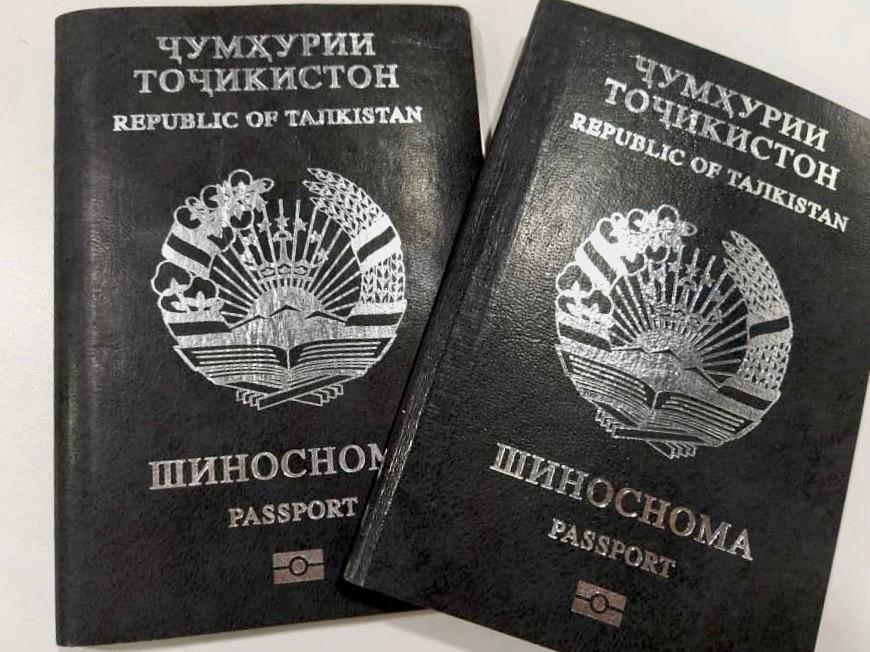 ҶУМҲУРИИ
ТОҶИКИСТОН
REPUBLIC OF TAJIKISTAN
ШИНОСНОМ
PASSPORT
ҶУМҲУРИИ
ТОҶИКИСТОН
REPUBLIC OF TAJIKISTAN
ШИНОСНОМА
PASSPORT